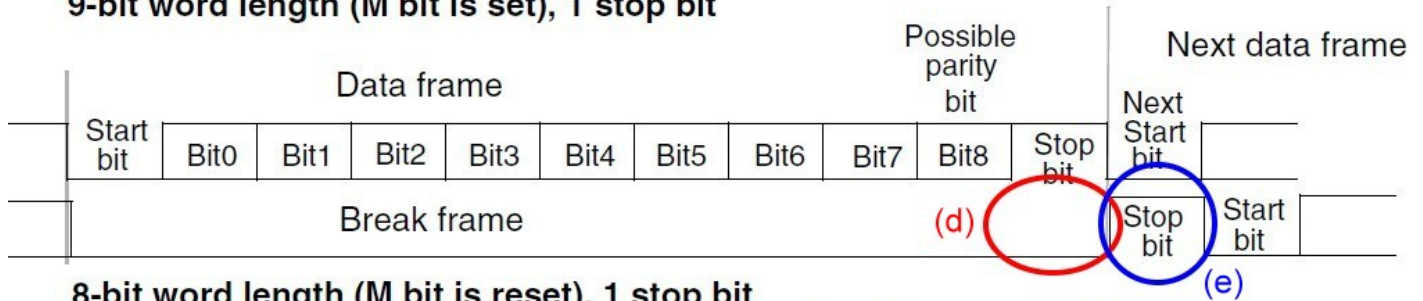 9-bit word length (M bit is set), 1 stop bit
Possible
parity
bit
Next data frame
Data frame
Next
Start
bit
Start
bit
Bit0
Bit1
Bit2
Bit3
Bit4
Bit5
Bit6
Bit7
Bit8
Stop
bit
Break frame
(d)
Stop
bit
Start
bit
(e)
8-bit word length (M bit is reset), 1 stop bit